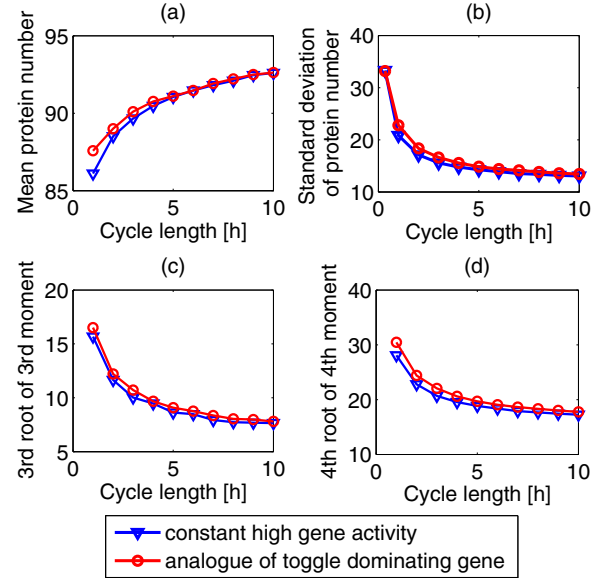 (a)
95
90
85
0
5
10
Mean protein number
Cycle length [h]
(b)
40
30
20
10
0
5
10
Standard deviation
of protein number
Cycle length [h]
(c)
20
15
10
5
0
5
10
3rd root of 3rd moment
Cycle length [h]
(d)
40
30
20
10
0
5
10
4th root of 4th moment
Cycle length [h]
constant high gene activity
analogue of toggle dominating gene